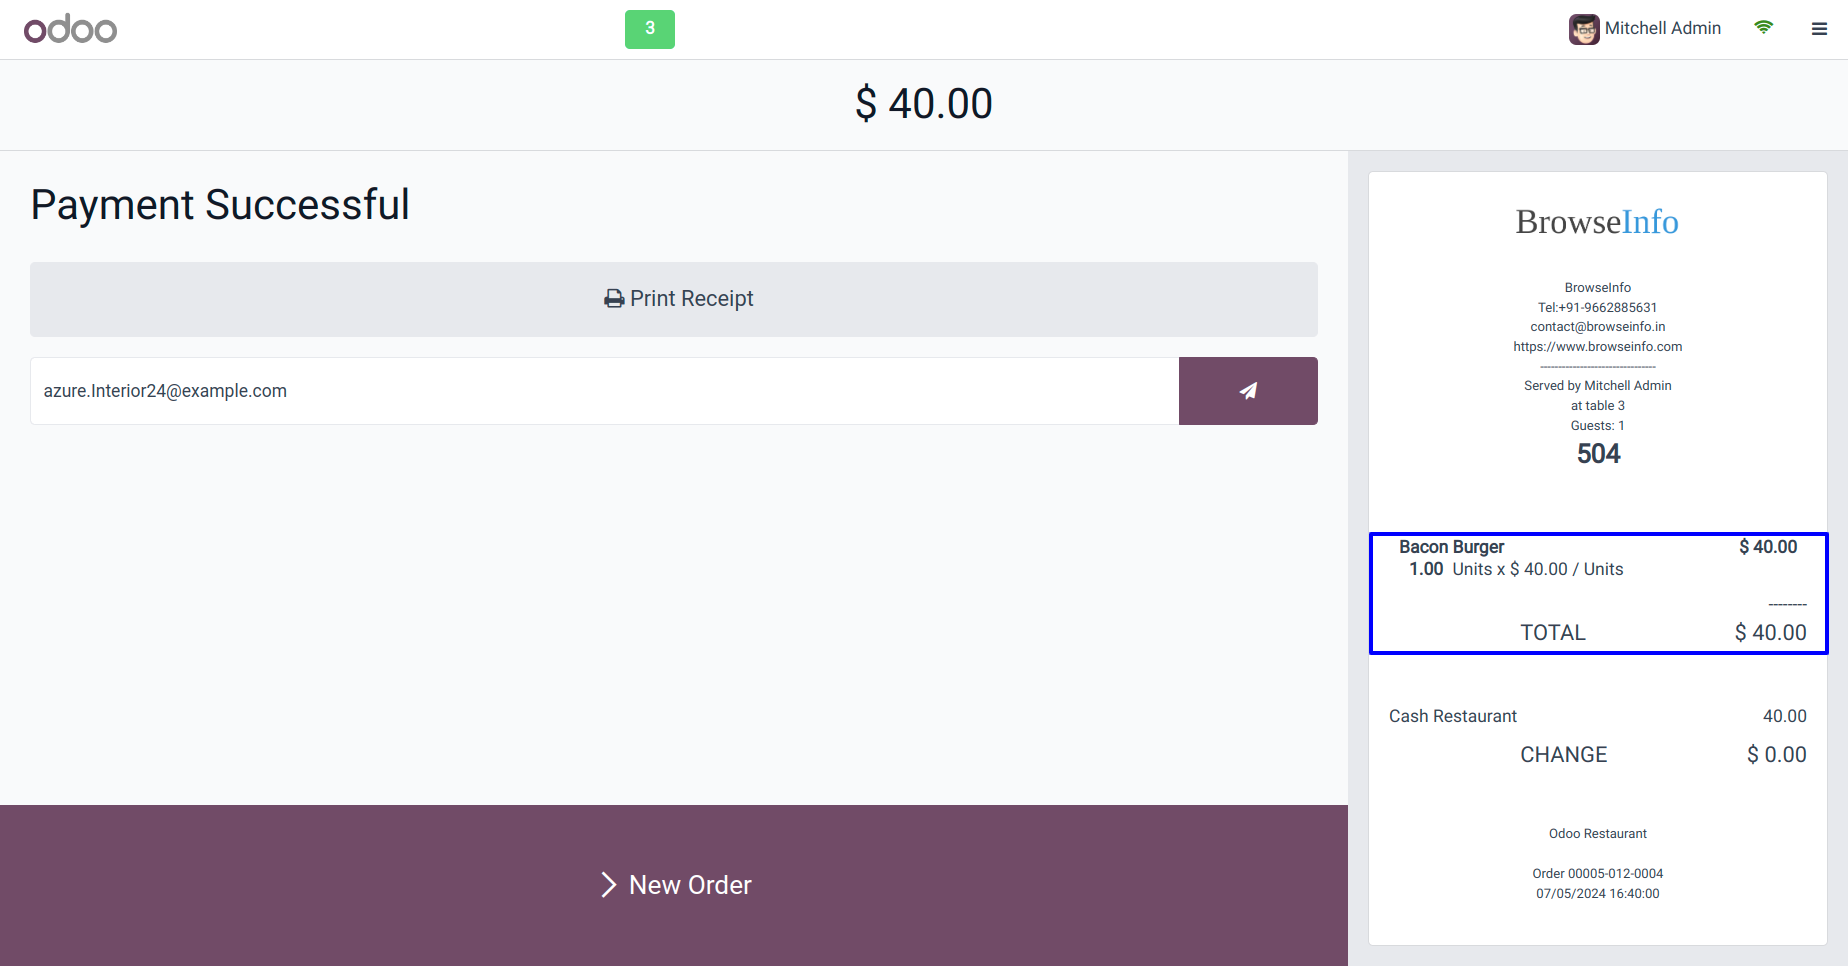 odoo
3
Mitchell Admin
$ 40.00
Payment Successful
Print Receipt
azure.Interior24@example.com
New Order
BrowseInfo
BrowseInfo
Tel:+91-9662885631
contact@browseinfo.in
https://www.browseinfo.com
--------------------------------
Served by Mitchell Admin
at table 3
Guests: 1
504
Bacon Burger $ 40.00
1.00 Units x $ 40.00 / Units
--------
TOTAL $ 40.00
Cash Restaurant 40.00
CHANGE $ 0.00
Odoo Restaurant
Order 00005-012-0004
07/05/2024 16:40:00